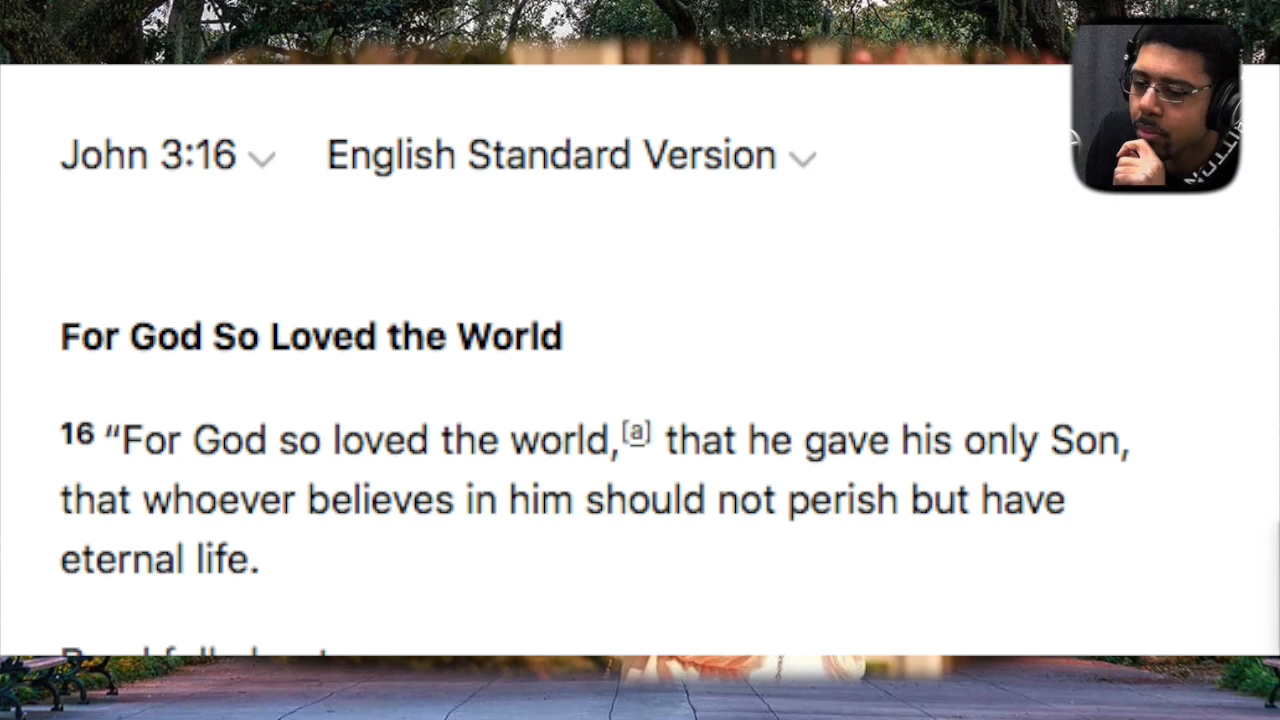 John 3:16 English Standard Version
For God So Loved the World
16 “For God so loved the world,[a] that he gave his only Son,
that whoever believes in him should not perish but have
eternal life.